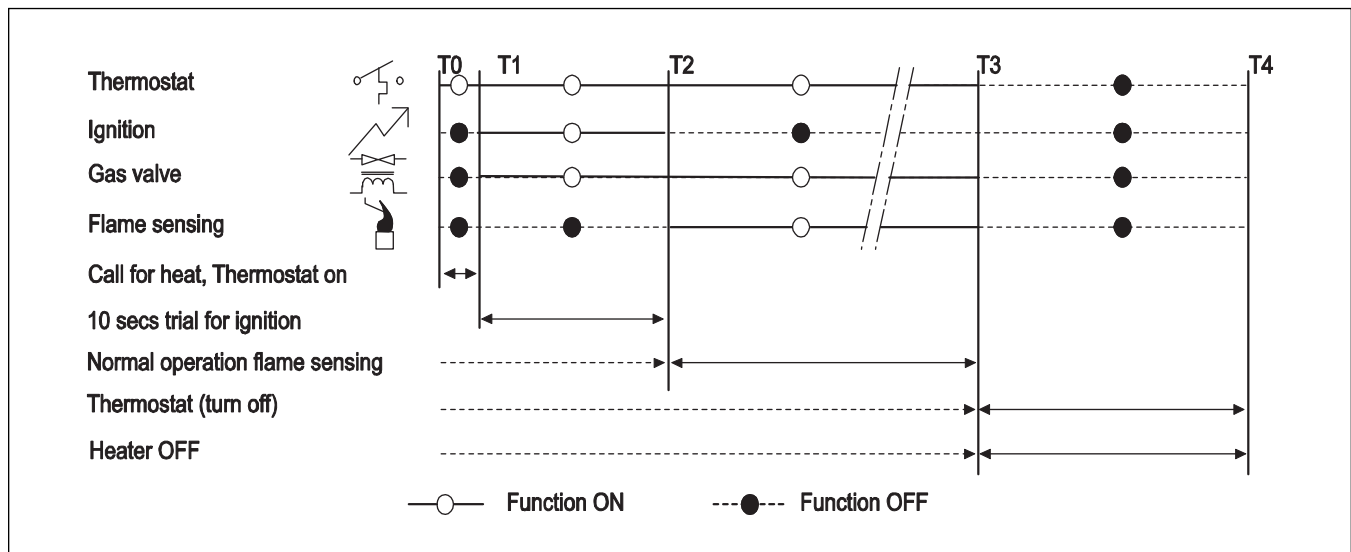 T0 T1 T2 T3 T4
Thermostat
Ignition
Gas valve
Flame sensing
Call for heat, Thermostat on
10 secs trial for ignition
Normal operation flame sensing
Thermostat (turn off)
Heater OFF
Function ON Function OFF